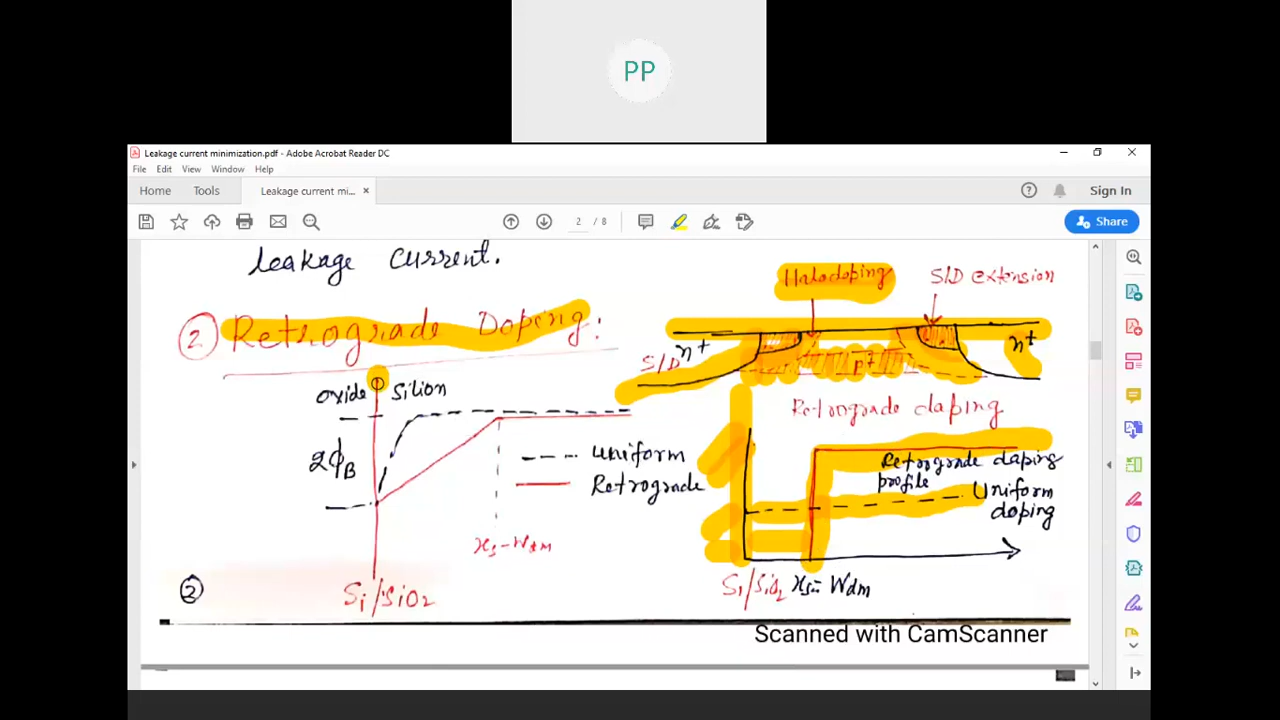 PP
Leakage current minimization.pdf - Adobe Acrobat Reader DC
File Edit View Window Help
Home Tools Leakage current mi... × Sign In
2 / 8 Share
Leakage Current.
Halodoping S/D extension
2 Retrograde Doping:
S/D n+ p+ n+
oxide Silion
Retrograde daping
2ϕB
Uniform
Retrograde
Retrograde daping
profile
Uniform
doping
xs=Wdm
Si/SiO2 xs= Wdm
2
Si/SiO2
Scanned with CamScanner